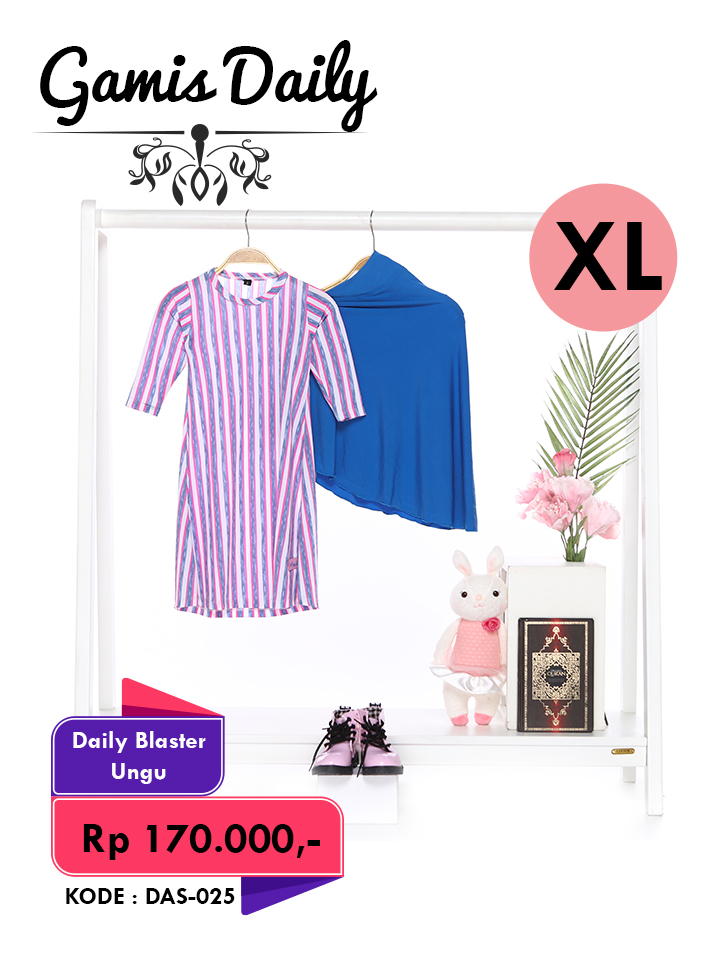 Gamis Daily
XL
Daily Blaster
Ungu
Rp 170.000,-
KODE : DAS-025